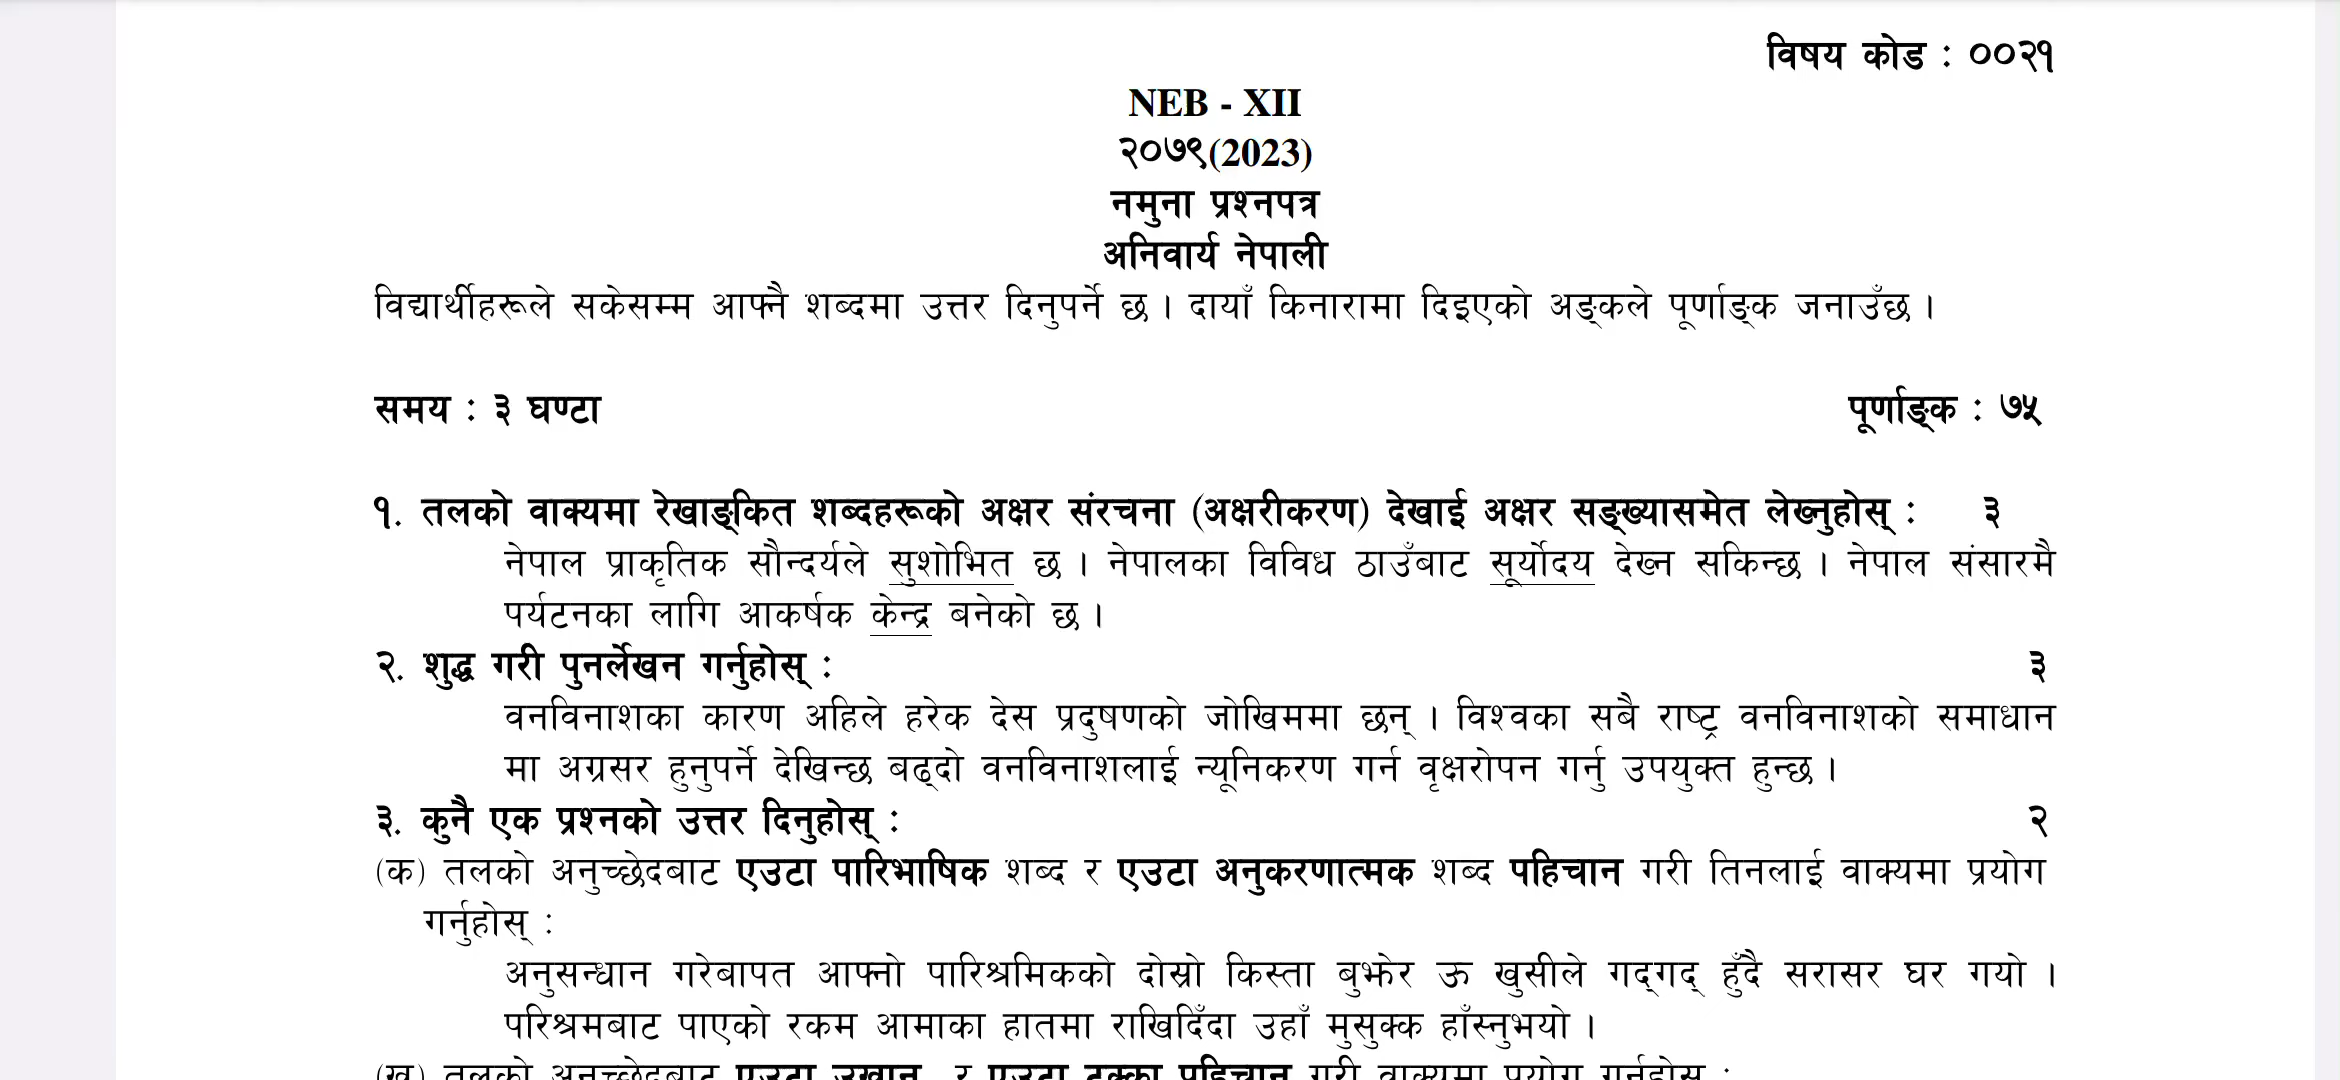 विषय कोड : ००२१
NEB - XII
२०७९(2023)
नमुना प्रश्नपत्र
अनिवार्य नेपाली
विद्यार्थीहरूले सकेसम्म आफ्नै शब्दमा उत्तर दिनुपर्ने छ । दायाँ किनारामा दिइएको अङ्कले पूर्णाङ्क जनाउँछ ।
समय : ३ घण्टा पूर्णाङ्क : ७५
१. तलको वाक्यमा रेखाङ्कित शब्दहरूको अक्षर संरचना (अक्षरीकरण) देखाई अक्षर सङ्ख्यासमेत लेख्नुहोस् : ३
नेपाल प्राकृतिक सौन्दर्यले सुशोभित छ । नेपालका विविध ठाउँबाट सूर्योदय देख्न सकिन्छ । नेपाल संसारमै
पर्यटनका लागि आकर्षक केन्द्र बनेको छ ।
२. शुद्ध गरी पुनर्लेखन गर्नुहोस् : ३
वनविनाशका कारण अहिले हरेक देस प्रदुषणको जोखिममा छन् । विश्वका सबै राष्ट्र वनविनाशको समाधान
मा अग्रसर हुनुपर्ने देखिन्छ बढ्दो वनविनाशलाई न्यूनिकरण गर्न वृक्षरोपन गर्नु उपयुक्त हुन्छ ।
३. कुनै एक प्रश्नको उत्तर दिनुहोस् : २
(क) तलको अनुच्छेदबाट एउटा पारिभाषिक शब्द र एउटा अनुकरणात्मक शब्द पहिचान गरी तिनलाई वाक्यमा प्रयोग
गर्नुहोस् :
अनुसन्धान गरेबापत आफ्नो पारिश्रमिकको दोस्रो किस्ता बुझेर ऊ खुसीले गद्गद् हुँदै सरासर घर गयो ।
परिश्रमबाट पाएको रकम आमाका हातमा राखिदिँदा उहाँ मुसुक्क हाँस्नुभयो ।
(ख) तलको अनुच्छेदबाट एउटा उखान र एउटा टुक्का पहिचान गरी वाक्यमा प्रयोग गर्नुहोस् :